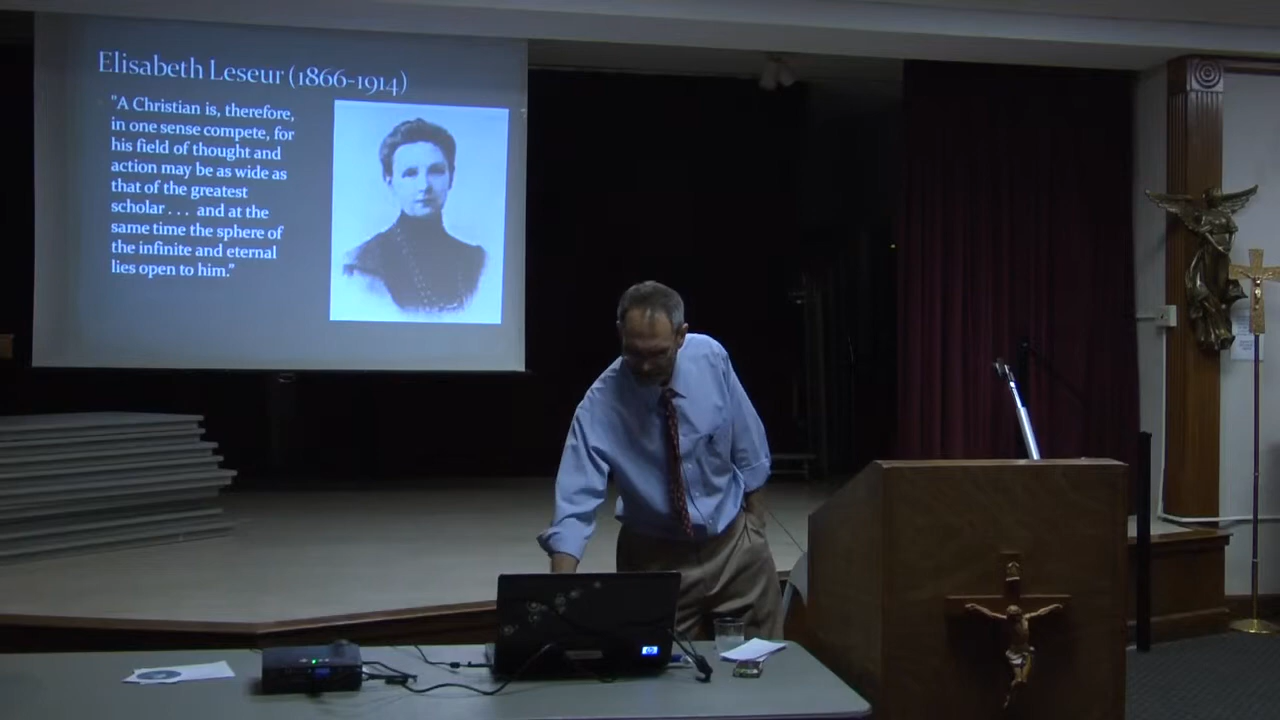 Elisabeth Leseur (1866-1914)
"A Christian is, therefore,
in one sense compete, for
his field of thought and
action may be as wide as
that of the greatest
scholar . . . and at the
same time the sphere of
the infinite and eternal
lies open to him."
hp